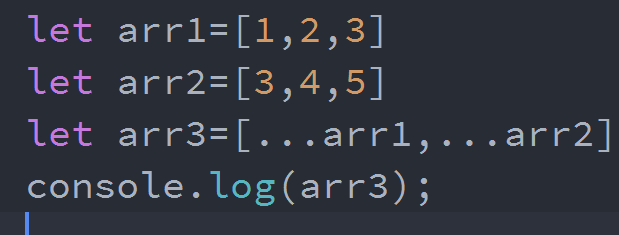 let arr1=[1,2,3]
let arr2=[3,4,5]
let arr3=[...arr1,...arr2]
console.log(arr3);